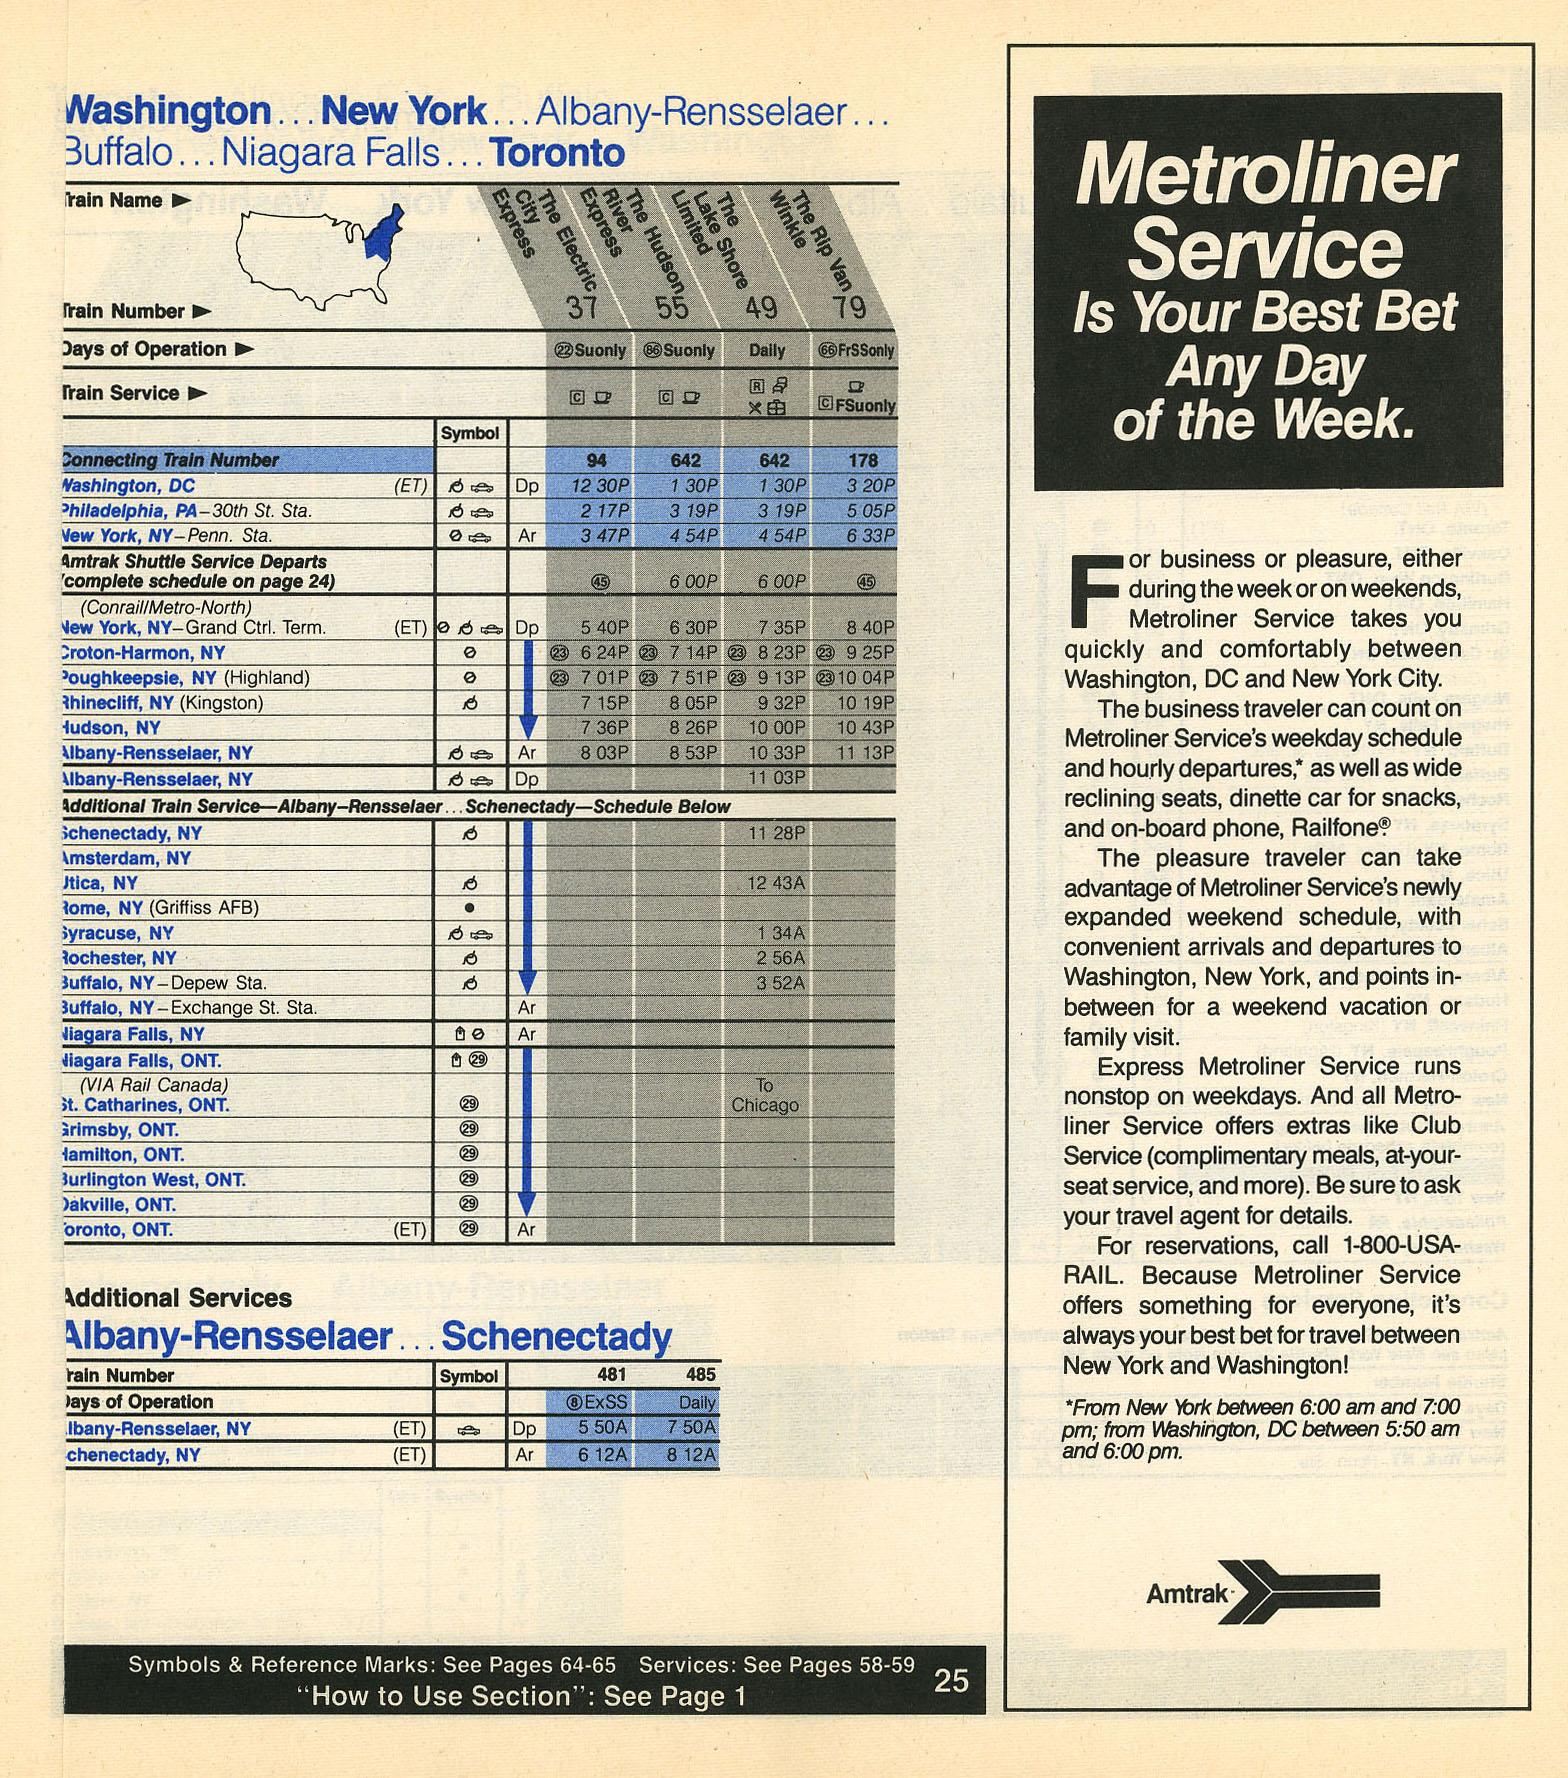 Washington...New York...Albany-Rensselaer...
Buffalo...Niagara Falls...Toronto
Train Name ►
The Electric City Express
The Hudson River Express
The Lake Shore Limited
The Rip Van Winkle
Train Number ► 37 55 49 79
Days of Operation ► ㉒Suonly 86Suonly Daily 66FrSSonly
Train Service ► C C R
C FSuonly
Symbol
Connecting Train Number 94 642 642 178
Washington, DC (ET) Dp 12 30P 1 30P 1 30P 3 20P
Philadelphia, PA–30th St. Sta. 2 17P 3 19P 3 19P 5 05P
New York, NY–Penn. Sta. Ar 3 47P 4 54P 4 54P 6 33P
Amtrak Shuttle Service Departs
(complete schedule on page 24) ㊺ 6 00P 6 00P ㊺
(Conrail/Metro-North)
New York, NY–Grand Ctrl. Term. (ET) Dp 5 40P 6 30P 7 35P 8 40P
Croton-Harmon, NY ㉓ 6 24P ㉓ 7 14P ㉓ 8 23P ㉓ 9 25P
Poughkeepsie, NY (Highland) ㉓ 7 01P ㉓ 7 51P ㉓ 9 13P ㉓ 10 04P
Rhinecliff, NY (Kingston) 7 15P 8 05P 9 32P 10 19P
Hudson, NY 7 36P 8 26P 10 00P 10 43P
Albany-Rensselaer, NY Ar 8 03P 8 53P 10 33P 11 13P
Albany-Rensselaer, NY Dp 11 03P
Additional Train Service—Albany–Rensselaer...Schenectady—Schedule Below
Schenectady, NY 11 28P
Amsterdam, NY
Utica, NY 12 43A
Rome, NY (Griffiss AFB) ●
Syracuse, NY 1 34A
Rochester, NY 2 56A
Buffalo, NY–Depew Sta. 3 52A
Buffalo, NY–Exchange St. Sta. Ar
Niagara Falls, NY Ar
Niagara Falls, ONT. ㉙
(VIA Rail Canada) To
St. Catharines, ONT. ㉙ Chicago
Grimsby, ONT. ㉙
Hamilton, ONT. ㉙
Burlington West, ONT. ㉙
Oakville, ONT. ㉙
Toronto, ONT. (ET) ㉙ Ar
Additional Services
Albany-Rensselaer...Schenectady
Train Number Symbol 481 485
Days of Operation ⑧ExSS Daily
Albany-Rensselaer, NY (ET) Dp 5 50A 7 50A
Schenectady, NY (ET) Ar 6 12A 8 12A
Symbols & Reference Marks: See Pages 64-65 Services: See Pages 58-59
"How to Use Section": See Page 1
25
Metroliner
Service
Is Your Best Bet
Any Day
of the Week.
For business or pleasure, either
during the week or on weekends,
Metroliner Service takes you
quickly and comfortably between
Washington, DC and New York City.
The business traveler can count on
Metroliner Service's weekday schedule
and hourly departures,* as well as wide
reclining seats, dinette car for snacks,
and on-board phone, Railfone®.
The pleasure traveler can take
advantage of Metroliner Service's newly
expanded weekend schedule, with
convenient arrivals and departures to
Washington, New York, and points in-
between for a weekend vacation or
family visit.
Express Metroliner Service runs
nonstop on weekdays. And all Metro-
liner Service offers extras like Club
Service (complimentary meals, at-your-
seat service, and more). Be sure to ask
your travel agent for details.
For reservations, call 1-800-USA-
RAIL. Because Metroliner Service
offers something for everyone, it's
always your best bet for travel between
New York and Washington!
*From New York between 6:00 am and 7:00
pm; from Washington, DC between 5:50 am
and 6:00 pm.
Amtrak